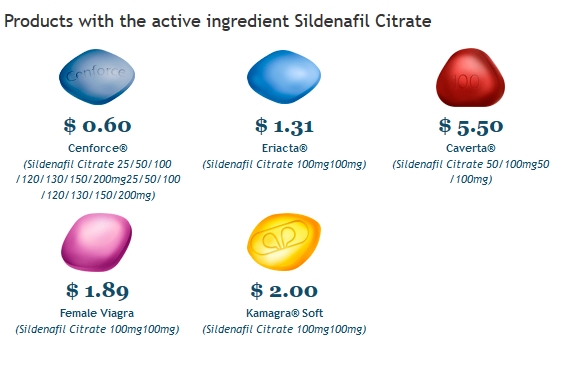 Products with the active ingredient Sildenafil Citrate
Cenforce
100
$ 0.60
$ 1.31
$ 5.50
Cenforce®
Eriacta®
Caverta®
(Sildenafil Citrate 25/50/100
/120/130/150/200mg25/50/100
/120/130/150/200mg)
(Sildenafil Citrate 100mg100mg)
(Sildenafil Citrate 50/100mg50
/100mg)
$ 1.89
$ 2.00
Female Viagra
Kamagra® Soft
(Sildenafil Citrate 100mg100mg)
(Sildenafil Citrate 100mg100mg)